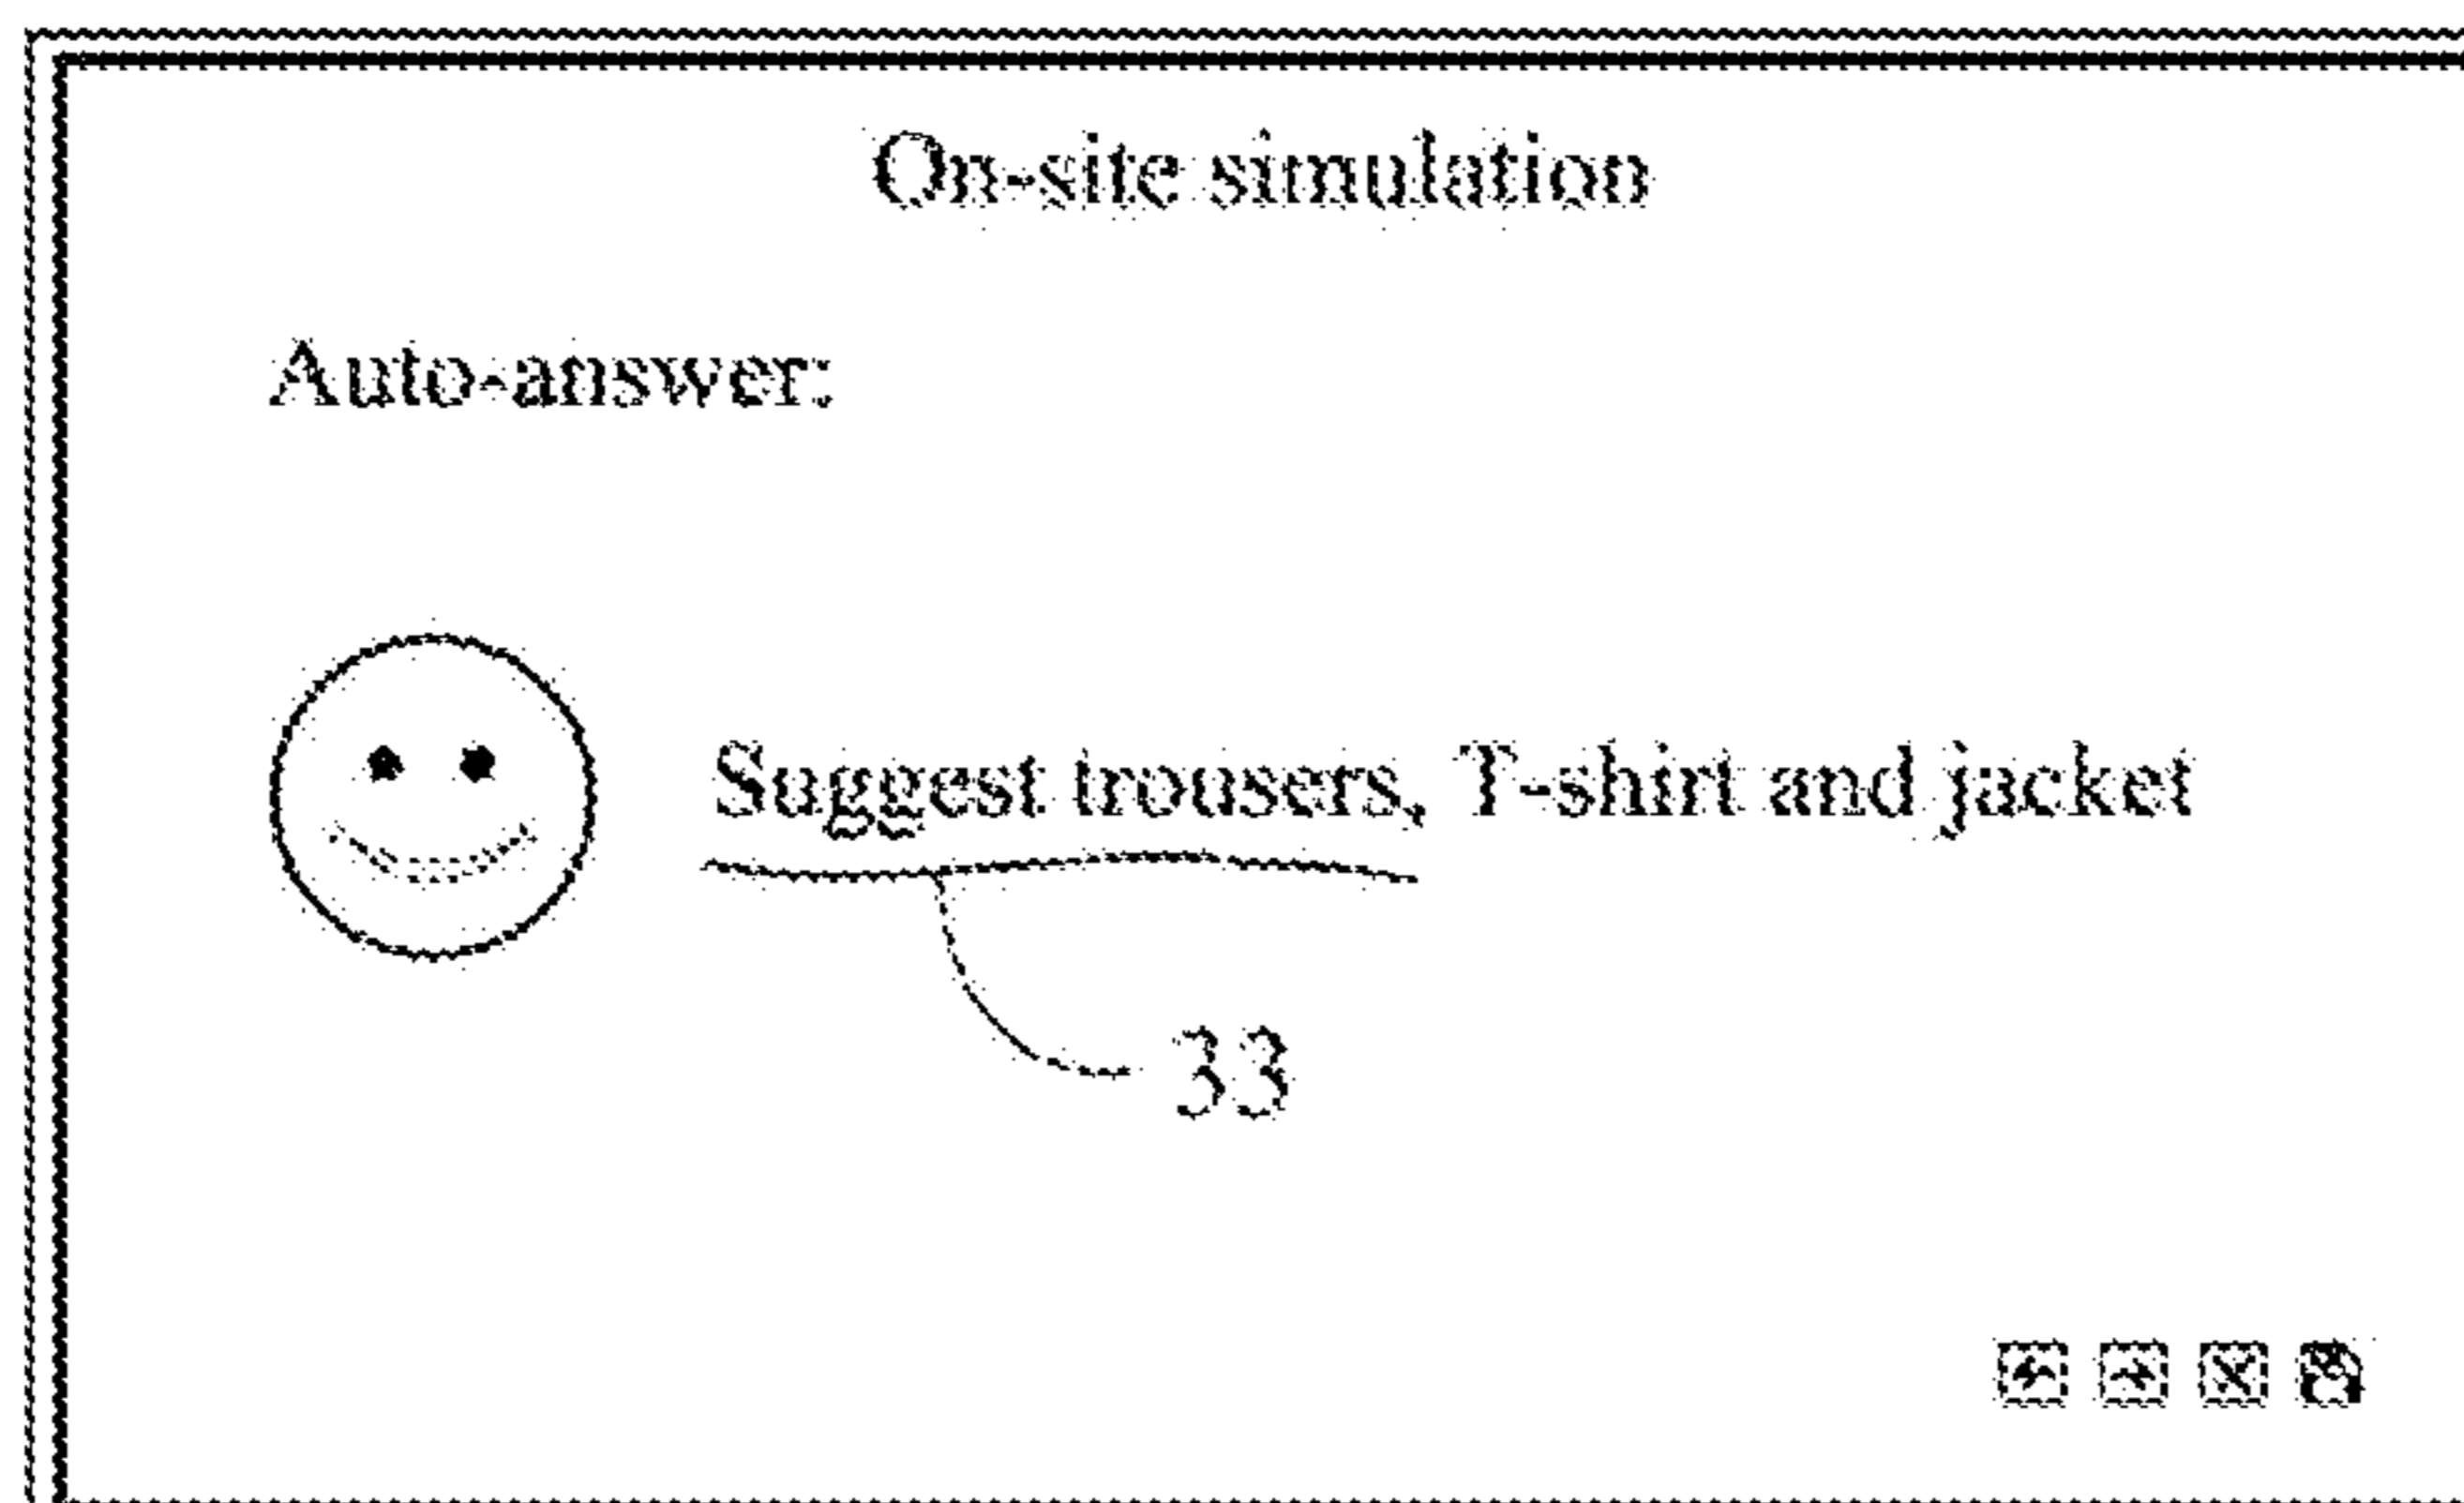 On-site simulation
Auto-answer:
Suggest trousers, T-shirt and jacket
33